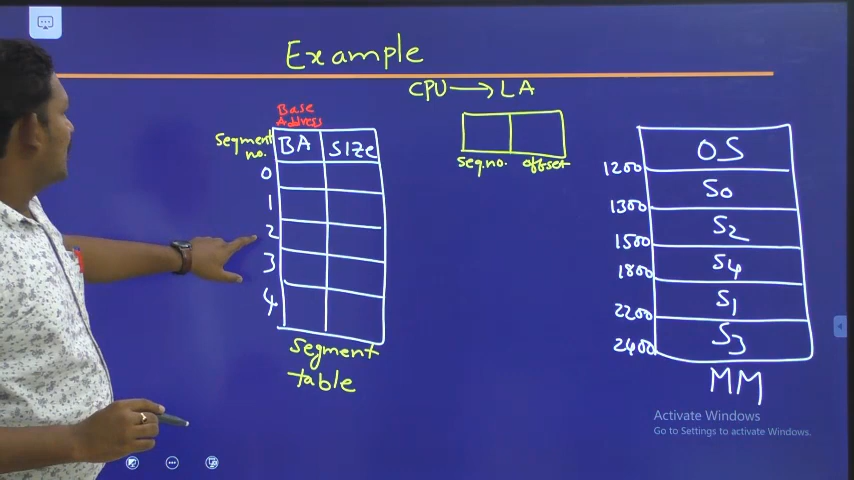 Example
CPU → LA
Base
Address
Segment
no.
BA
Size
0
1
2
3
4
Segment
table
Seg.no.
offset
OS
1200
S0
1300
S2
1500
S4
1800
S1
2200
S3
2400
MM
Activate Windows
Go to Settings to activate Windows.